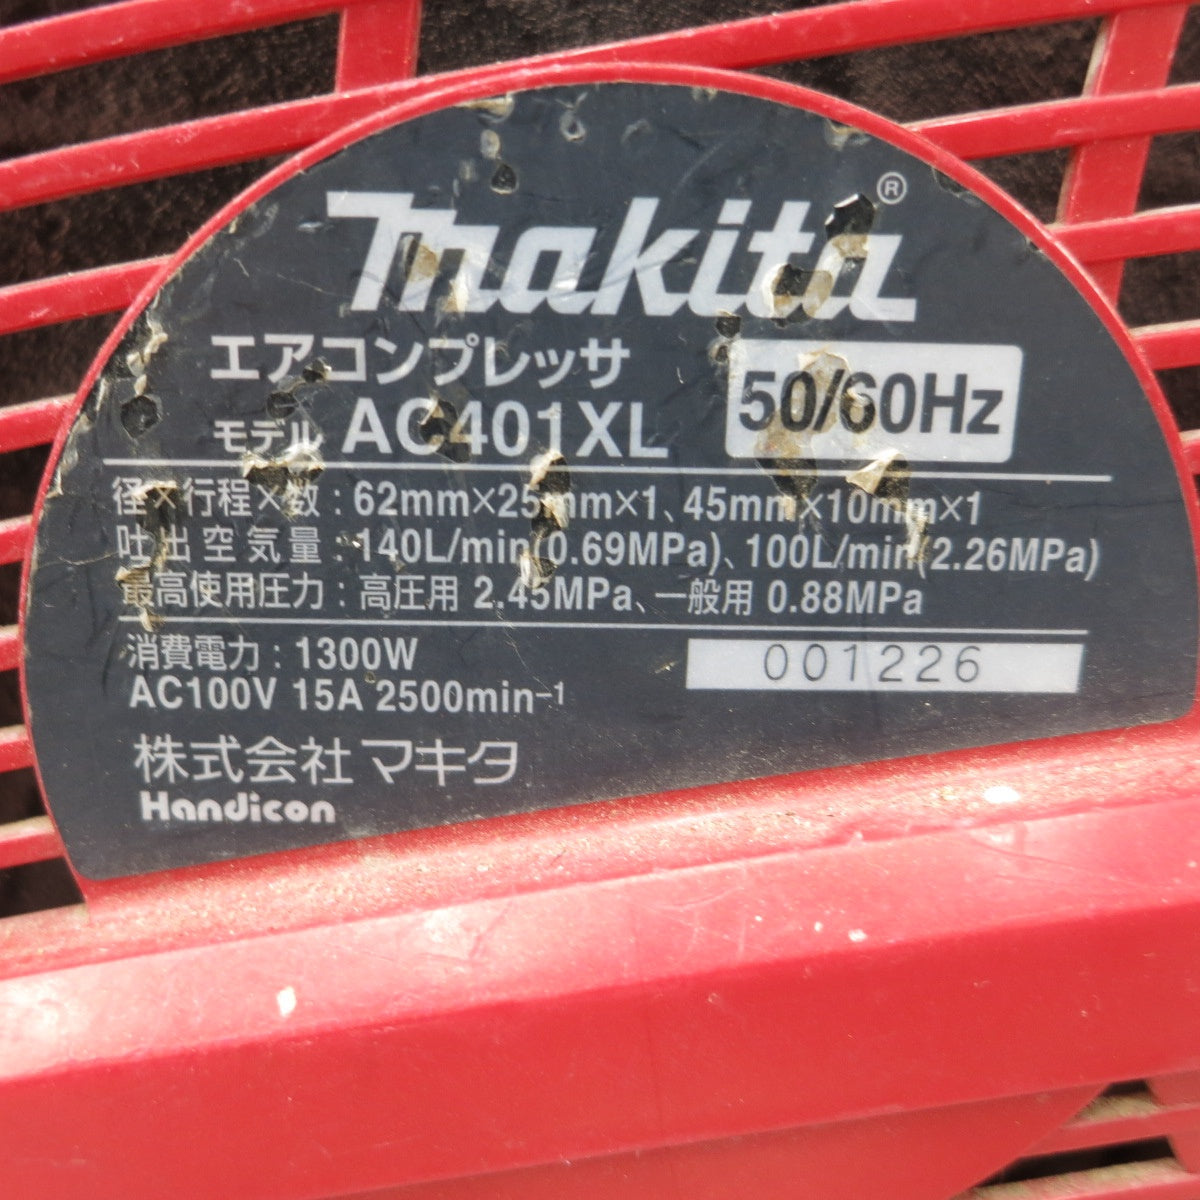 makita®
エアコンプレッサ
モデル AC401XL
50/60Hz
径×行程×数:62mm×25mm×1、45mm×10mm×1
吐出空気量:140L/min(0.69MPa)、100L/min(2.26MPa)
最高使用圧力:高圧用 2.45MPa、一般用 0.88MPa
消費電力:1300W
001226
AC100V 15A 2500min⁻¹
株式会社 マキタ
Handicon